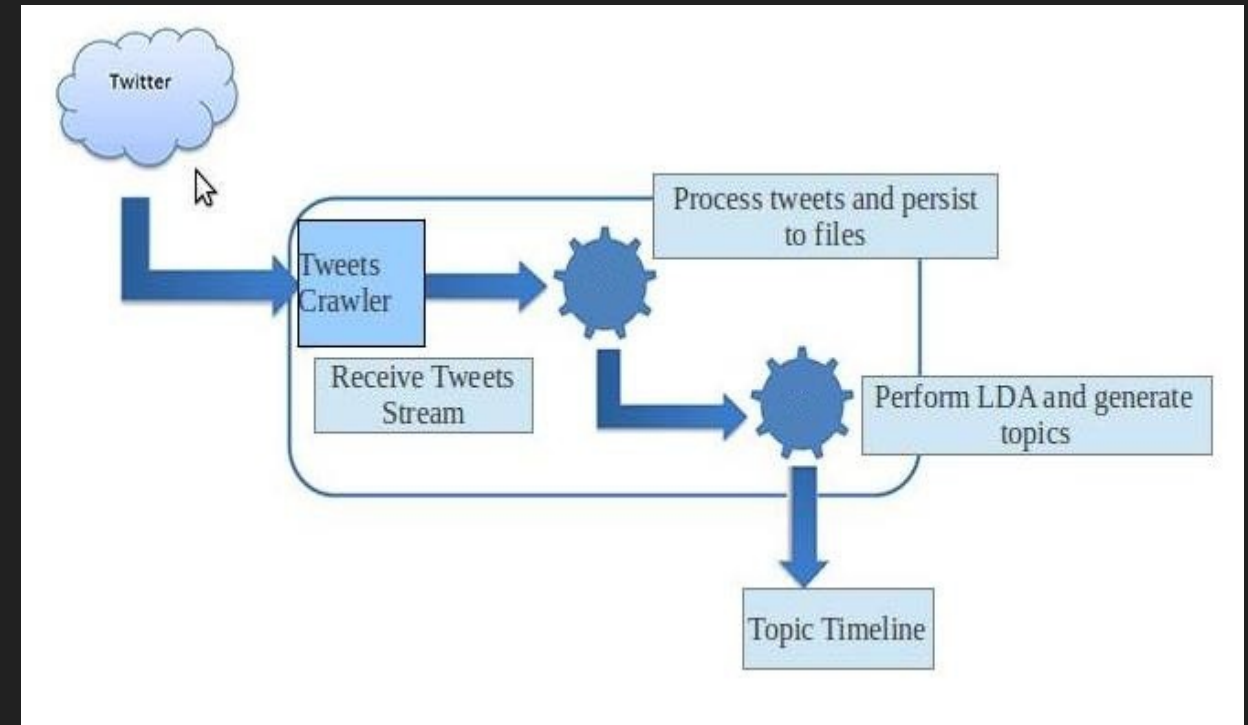 Twitter
Process tweets and persist
to files
Tweets
Crawler
Receive Tweets
Stream
Perform LDA and generate
topics
Topic Timeline